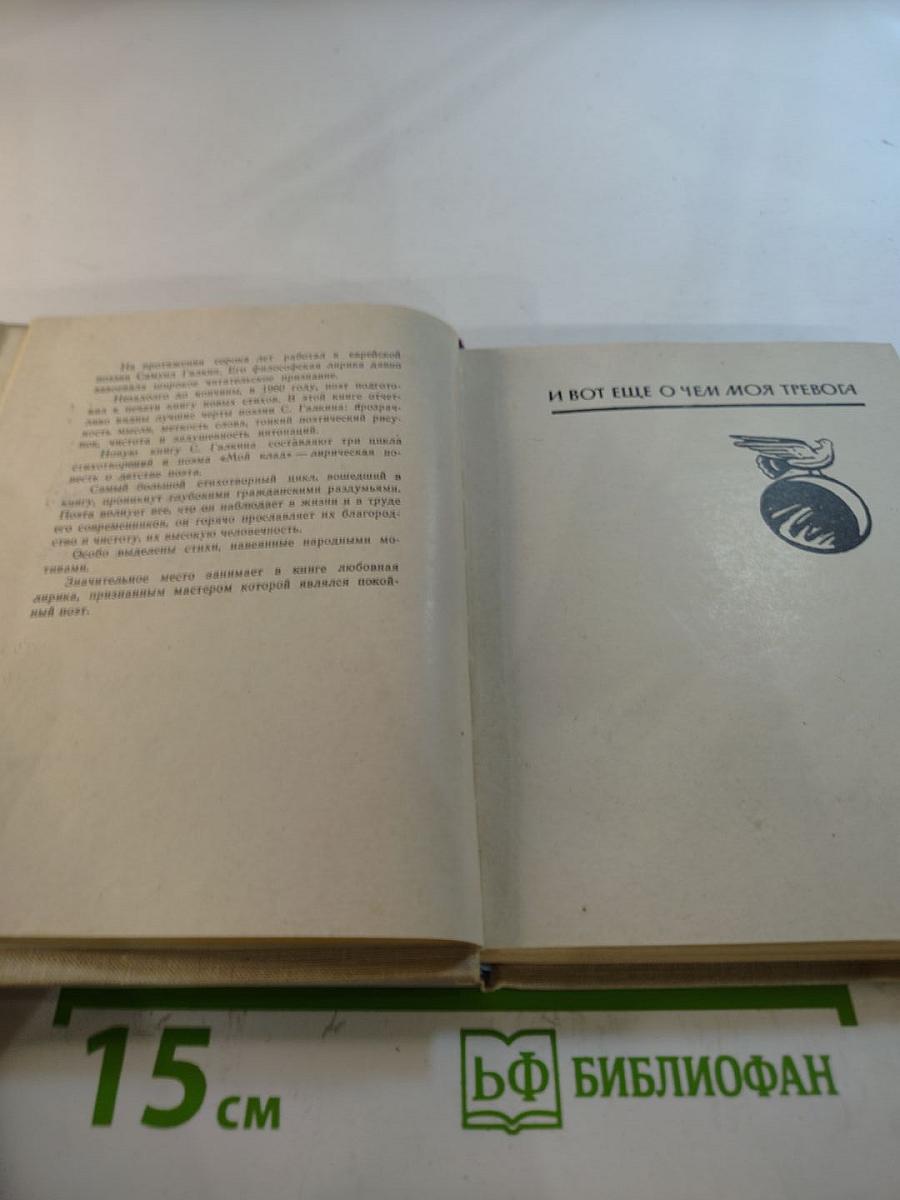 На протяжении сорока лет работал в еврейской
поэзии Самуил Галкин. Его философская лирика давно
завоевала широкое читательское признание.
Незадолго до кончины, в 1960 году, поэт подгото-
вил к печати книгу новых стихов. В этой книге отчет-
ливо видны лучшие черты поэзии С. Галкина: прозрач-
ность мысли, меткость слова, тонкий поэтический рису-
нок, чистота и задушевность интонаций.
Новую книгу С. Галкина составляют три цикла
стихотворений и поэма «Мой клад» — лирическая по-
весть о детстве поэта.
Самый большой стихотворный цикл, вошедший в
книгу, проникнут глубокими гражданскими раздумьями.
Поэта волнует все, что он наблюдает в жизни и в труде
его современников, он горячо прославляет их благород-
ство и чистоту, их высокую человечность.
Особо выделены стихи, навеянные народными мо-
тивами.
Значительное место занимает в книге любовная
лирика, признанным мастером которой являлся покой-
ный поэт.
И ВОТ ЕЩЕ О ЧЕМ МОЯ ТРЕВОГА
15 см
ЬФ БИБЛИОФАН